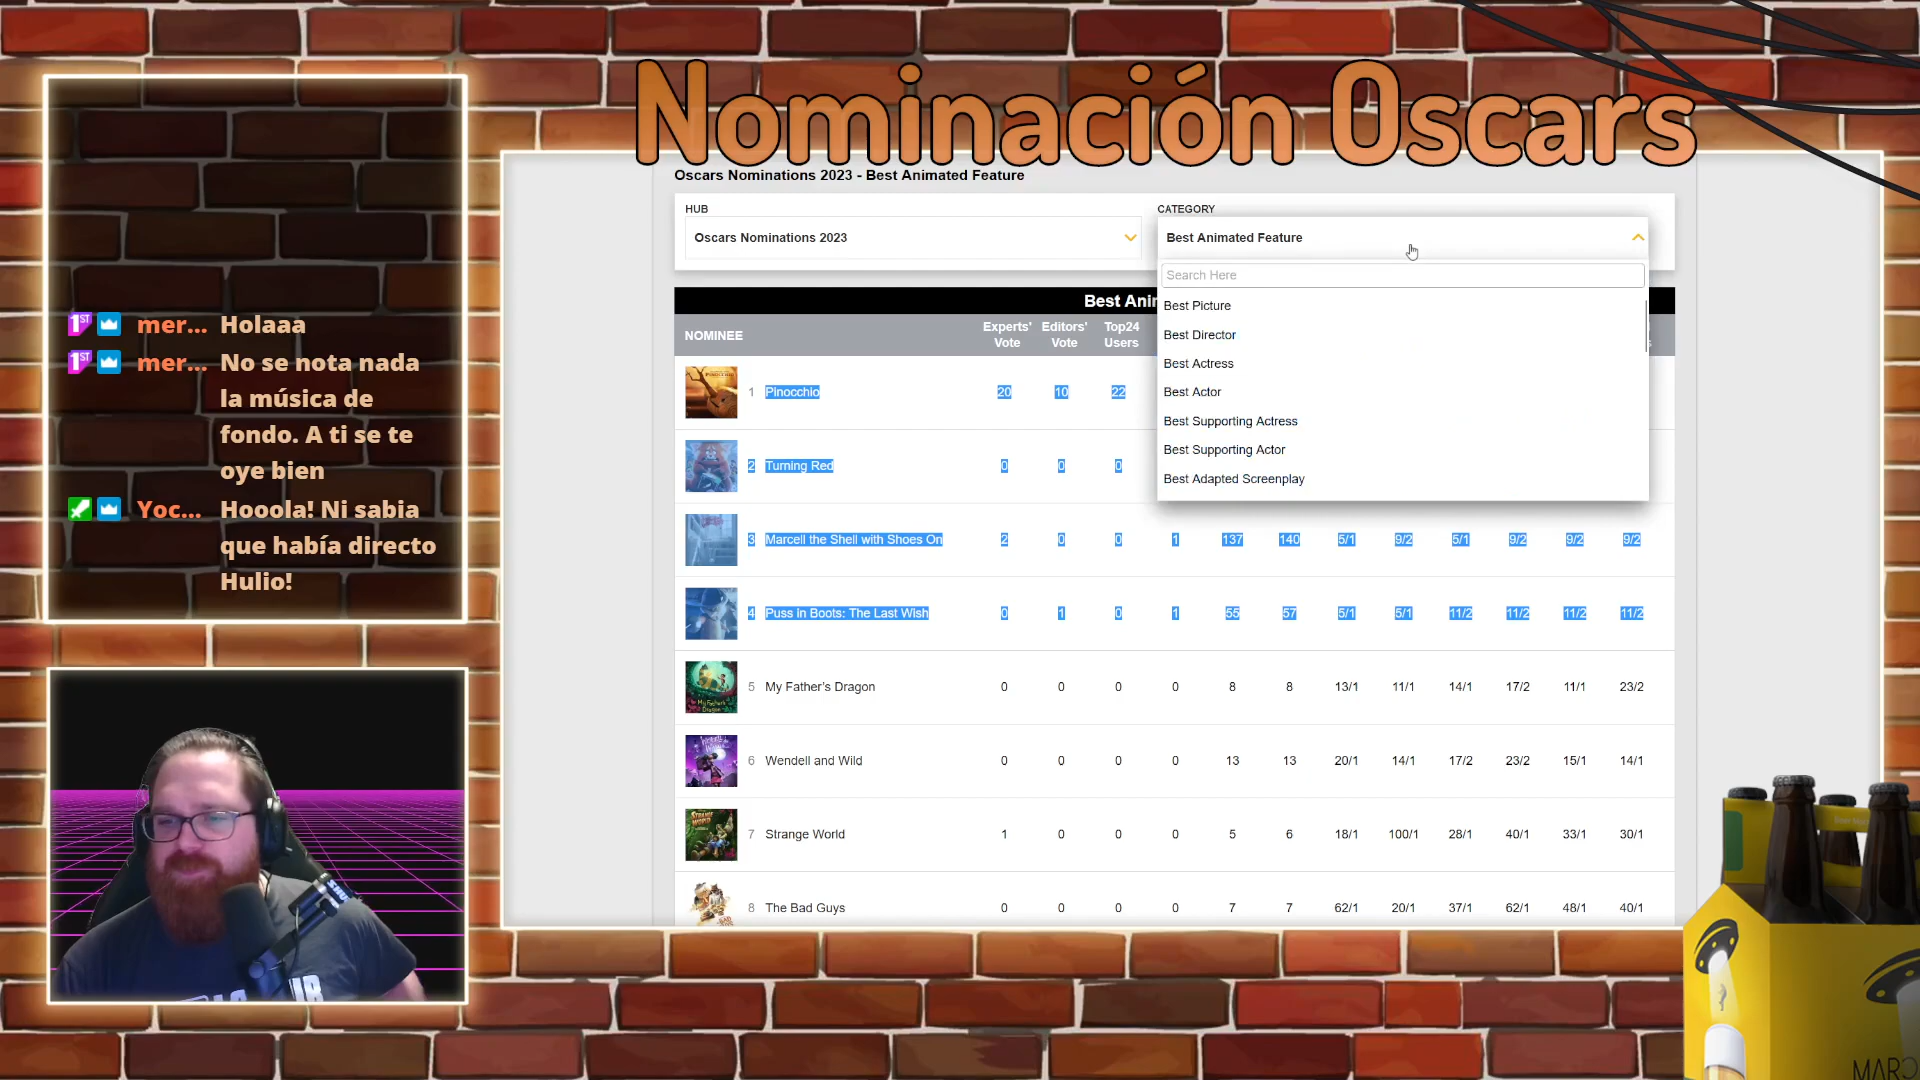 Nominación Oscars
1ST mer... Holaaa
1ST mer... No se nota nada
la música de
fondo. A ti se te
oye bien
Yoc... Hooola! Ni sabia
que había directo
Hulio!
Oscars Nominations 2023 - Best Animated Feature
HUB
Oscars Nominations 2023
CATEGORY
Best Animated Feature
Search Here
Best Picture
Best Director
Best Actress
Best Actor
Best Supporting Actress
Best Supporting Actor
Best Adapted Screenplay
Best Anim
NOMINEE Experts' Vote Editors' Vote Top24 Users
1 Pinocchio 20 10 22
2 Turning Red 0 0 0
3 Marcell the Shell with Shoes On 2 0 0 1 137 140 5/1 9/2 5/1 9/2 9/2 9/2
4 Puss in Boots: The Last Wish 0 1 0 1 55 57 5/1 5/1 11/2 11/2 11/2 11/2
5 My Father's Dragon 0 0 0 0 8 8 13/1 11/1 14/1 17/2 11/1 23/2
6 Wendell and Wild 0 0 0 0 13 13 20/1 14/1 17/2 23/2 15/1 14/1
7 Strange World 1 0 0 0 5 6 18/1 100/1 28/1 40/1 33/1 30/1
8 The Bad Guys 0 0 0 0 7 7 62/1 20/1 37/1 62/1 48/1 40/1
MARC